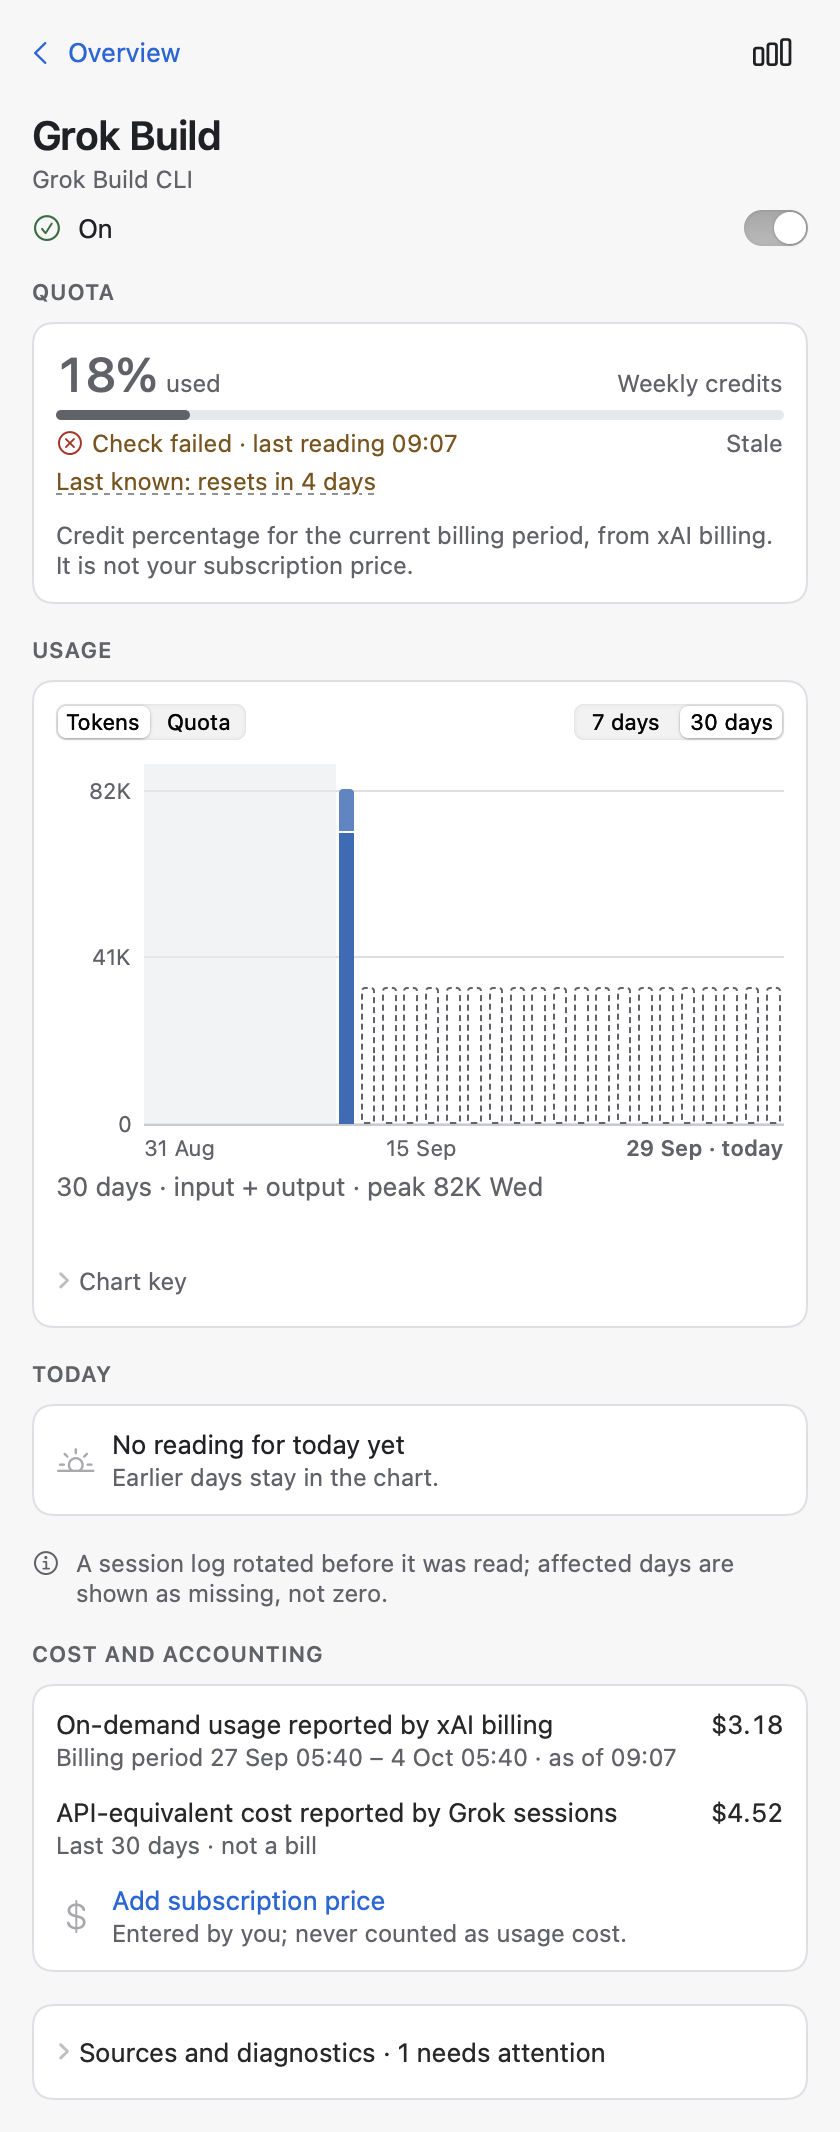 Overview
Grok Build
Grok Build CLI
On
QUOTA
18% used
Weekly credits
Check failed · last reading 09:07
Stale
Last known: resets in 4 days
Credit percentage for the current billing period, from xAI billing.
It is not your subscription price.
USAGE
Tokens Quota
7 days 30 days
82K
41K
0
31 Aug
15 Sep
29 Sep · today
30 days · input + output · peak 82K Wed
Chart key
TODAY
No reading for today yet
Earlier days stay in the chart.
A session log rotated before it was read; affected days are
shown as missing, not zero.
COST AND ACCOUNTING
On-demand usage reported by xAI billing
$3.18
Billing period 27 Sep 05:40 – 4 Oct 05:40 · as of 09:07
API-equivalent cost reported by Grok sessions
$4.52
Last 30 days · not a bill
$
Add subscription price
Entered by you; never counted as usage cost.
Sources and diagnostics · 1 needs attention